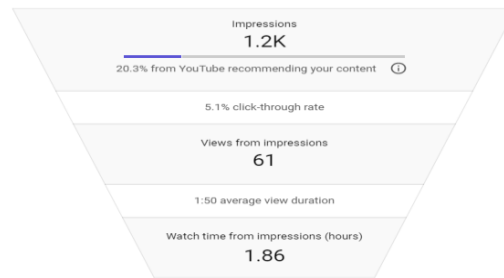 Impressions
1.2K
20.3% from YouTube recommending your content
5.1% click-through rate
Views from impressions
61
1:50 average view duration
Watch time from impressions (hours)
1.86